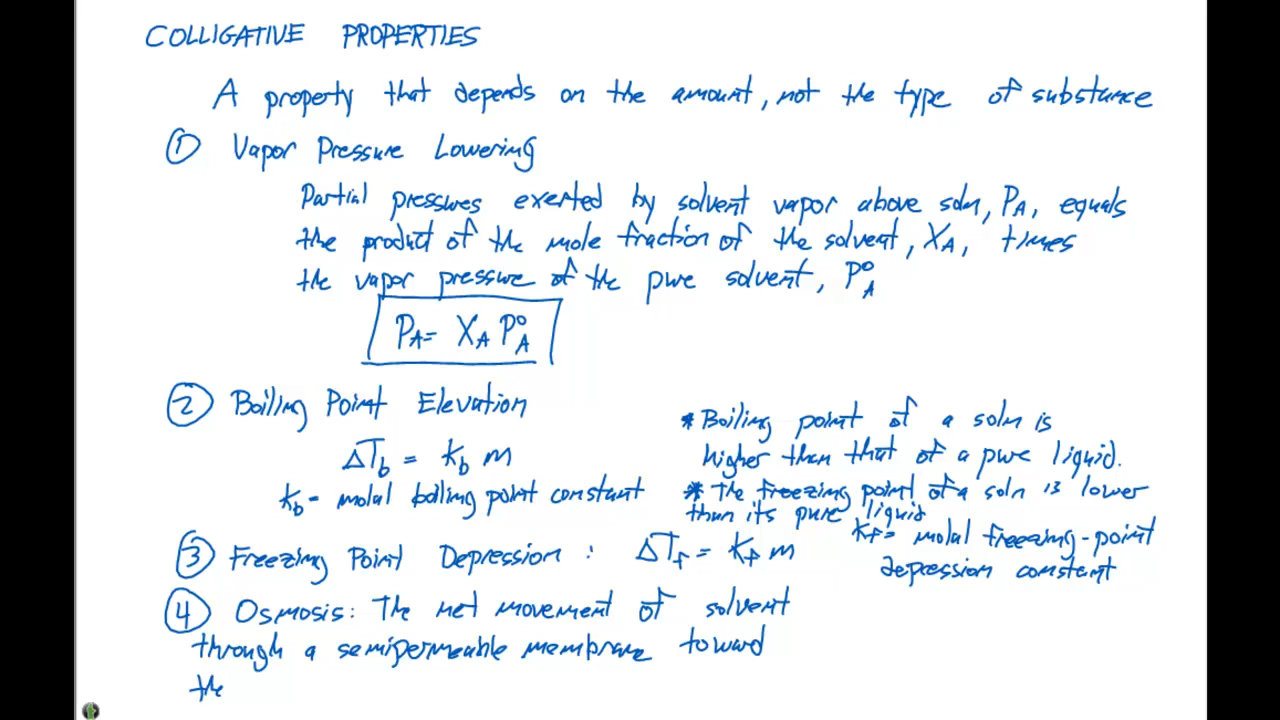 COLLIGATIVE PROPERTIES
A property that depends on the amount, not the type of substance
① Vapor Pressure Lowering
Partial pressures exerted by solvent vapor above soln, PA, equals
the product of the mole fraction of the solvent, XA, times
the vapor pressure of the pure solvent, P°A
PA= XA P°A
② Boiling Point Elevation
ΔTb = Kb m
Kb= molal boiling point constant
* Boiling point of a soln is
higher than that of a pure liquid.
* The freezing point of a soln is lower
than its pure liquid
③ Freezing Point Depression : ΔTf = Kf m
Kf= molal freezing-point
depression constant
④ Osmosis: The net movement of solvent
through a semipermeable membrane toward
the